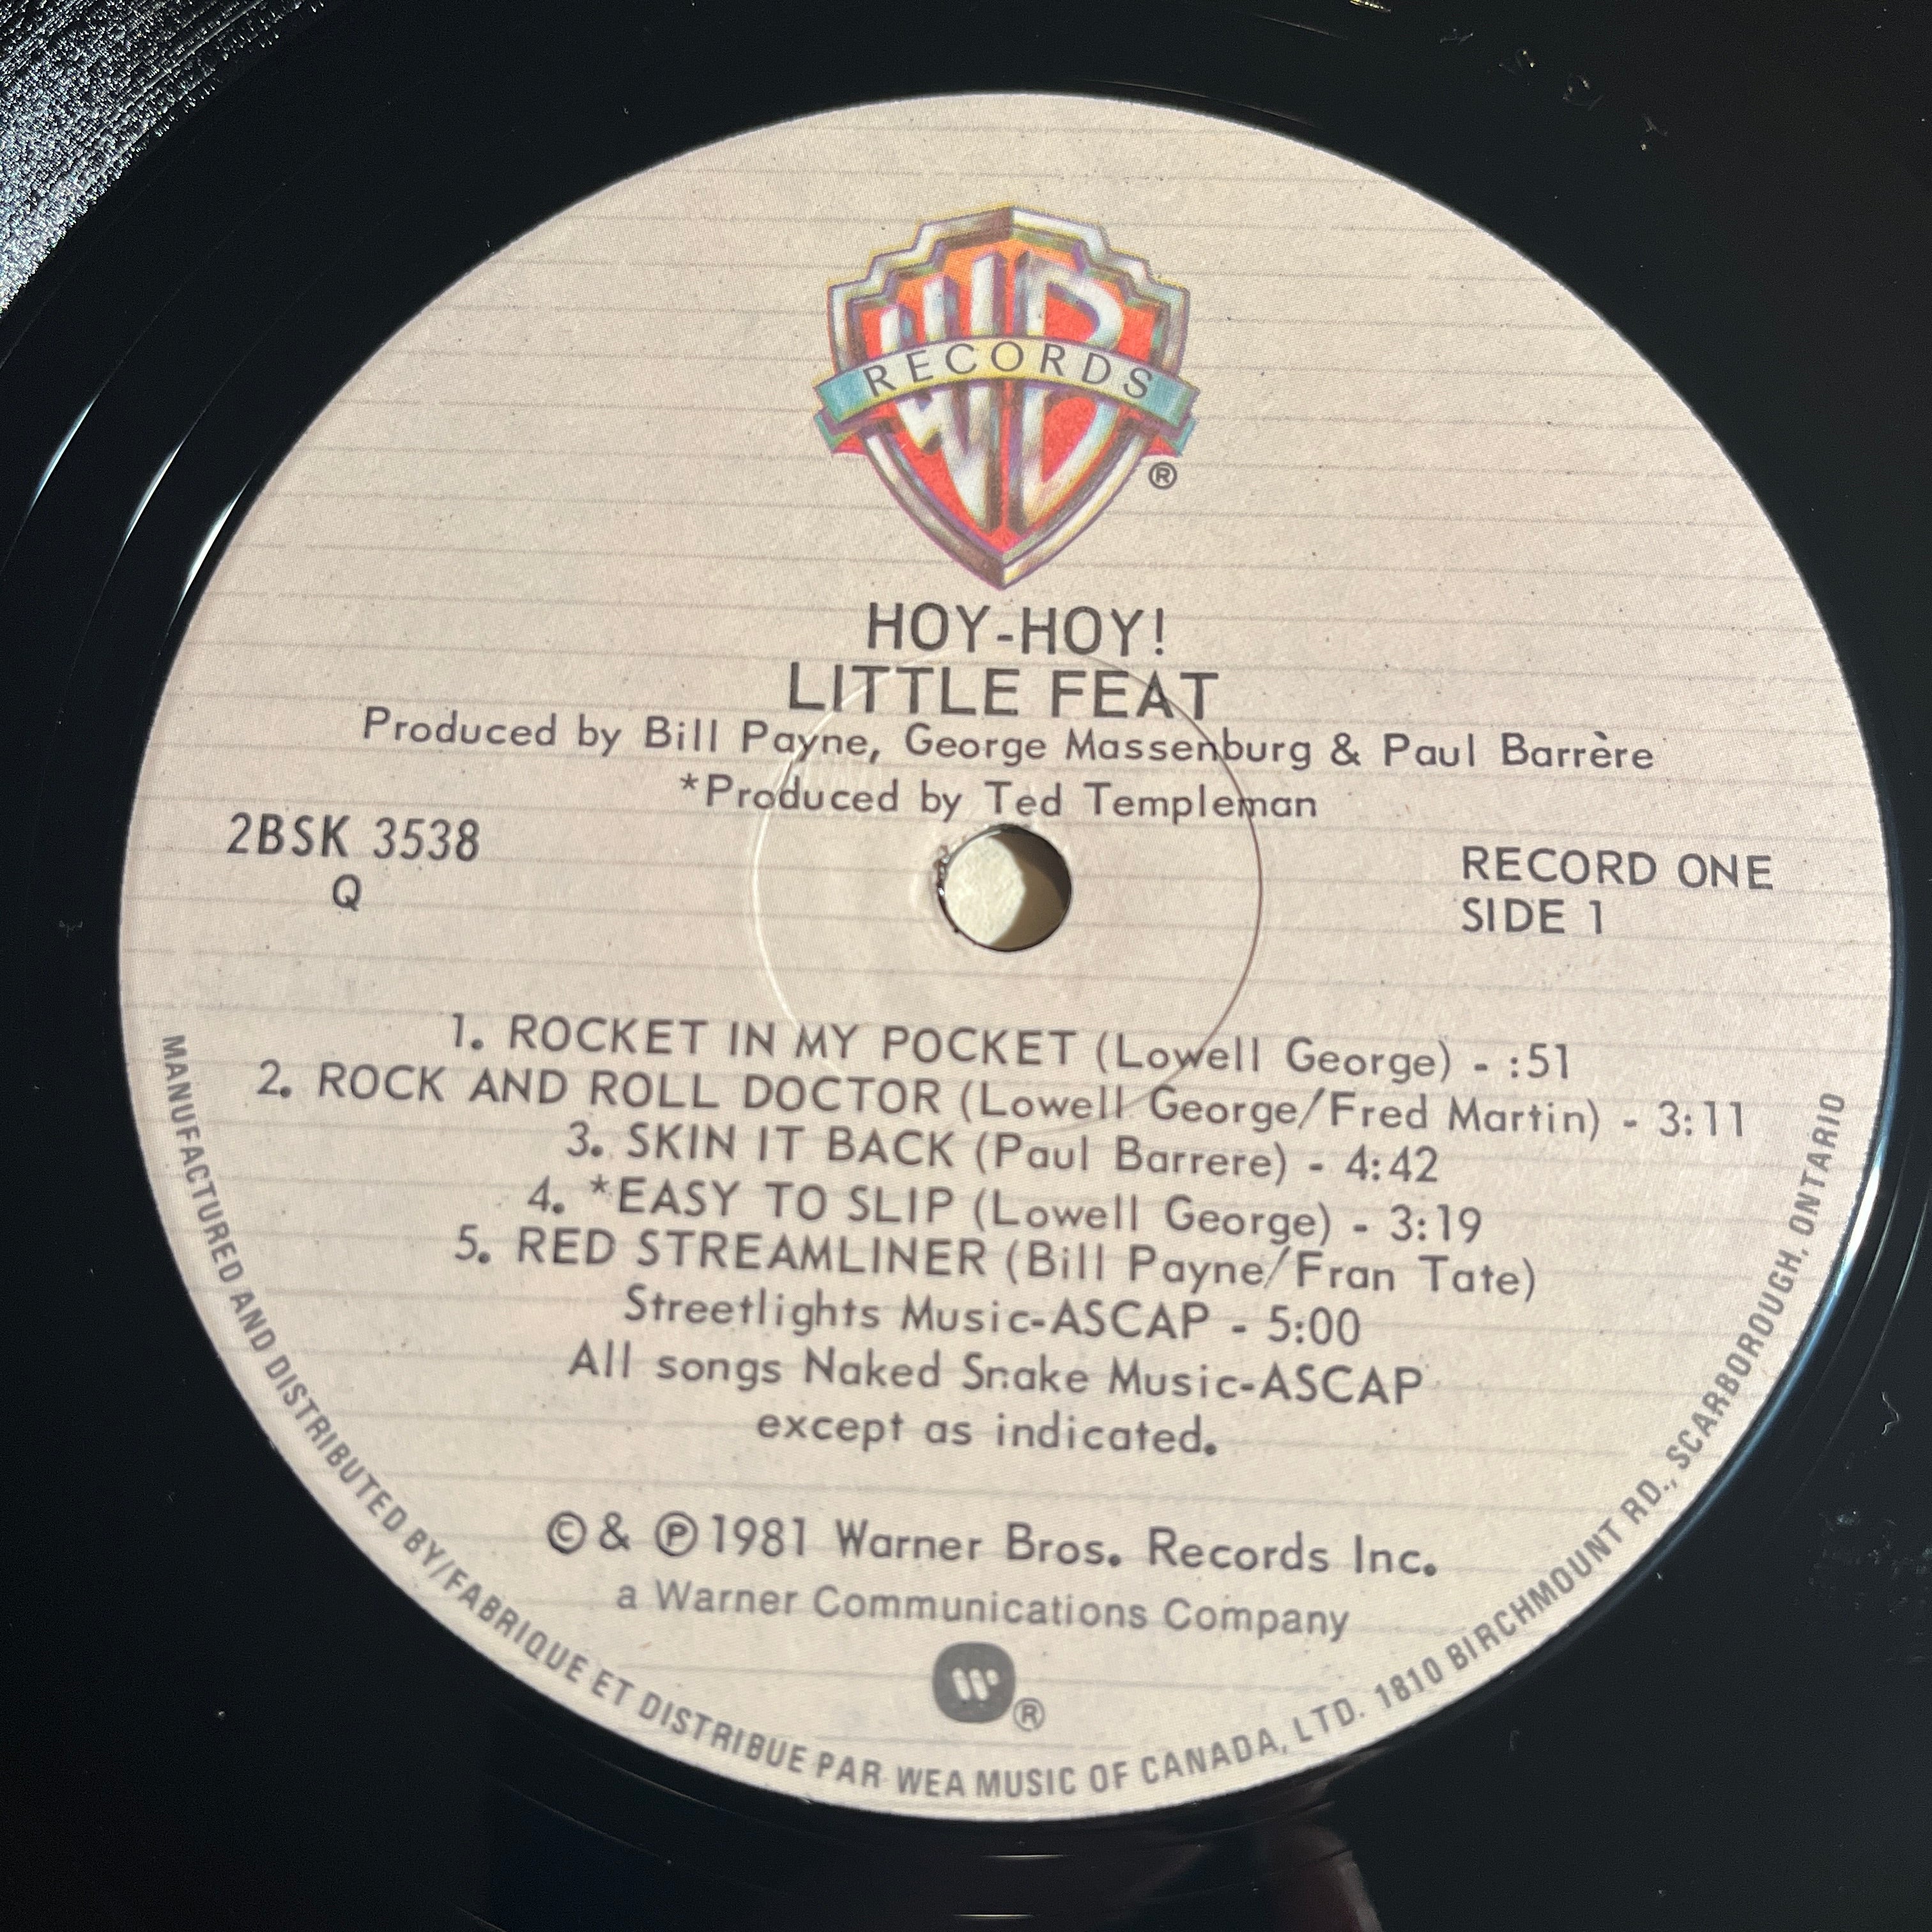 WB
RECORDS
®
HOY-HOY!
LITTLE FEAT
Produced by Bill Payne, George Massenburg & Paul Barrère
*Produced by Ted Templeman
2BSK 3538
Q
RECORD ONE
SIDE 1
1. ROCKET IN MY POCKET (Lowell George) - :51
2. ROCK AND ROLL DOCTOR (Lowell George/Fred Martin) - 3:11
3. SKIN IT BACK (Paul Barrere) - 4:42
4. *EASY TO SLIP (Lowell George) - 3:19
5. RED STREAMLINER (Bill Payne/Fran Tate)
Streetlights Music-ASCAP - 5:00
All songs Naked Snake Music-ASCAP
except as indicated.
© & ℗ 1981 Warner Bros. Records Inc.
a Warner Communications Company
®
MANUFACTURED AND DISTRIBUTED BY/FABRIQUE ET DISTRIBUE PAR WEA MUSIC OF CANADA, LTD. 1810 BIRCHMOUNT RD., SCARBOROUGH, ONTARIO